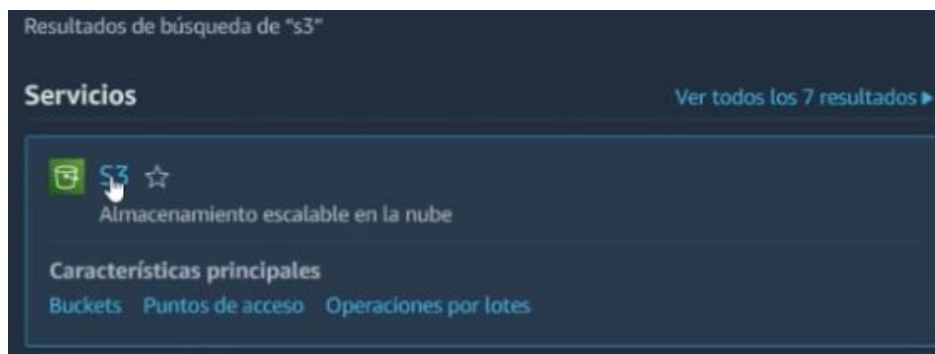 Resultados de búsqueda de "s3"
Servicios
Ver todos los 7 resultados ▶
S3
Almacenamiento escalable en la nube
Características principales
Buckets Puntos de acceso Operaciones por lotes